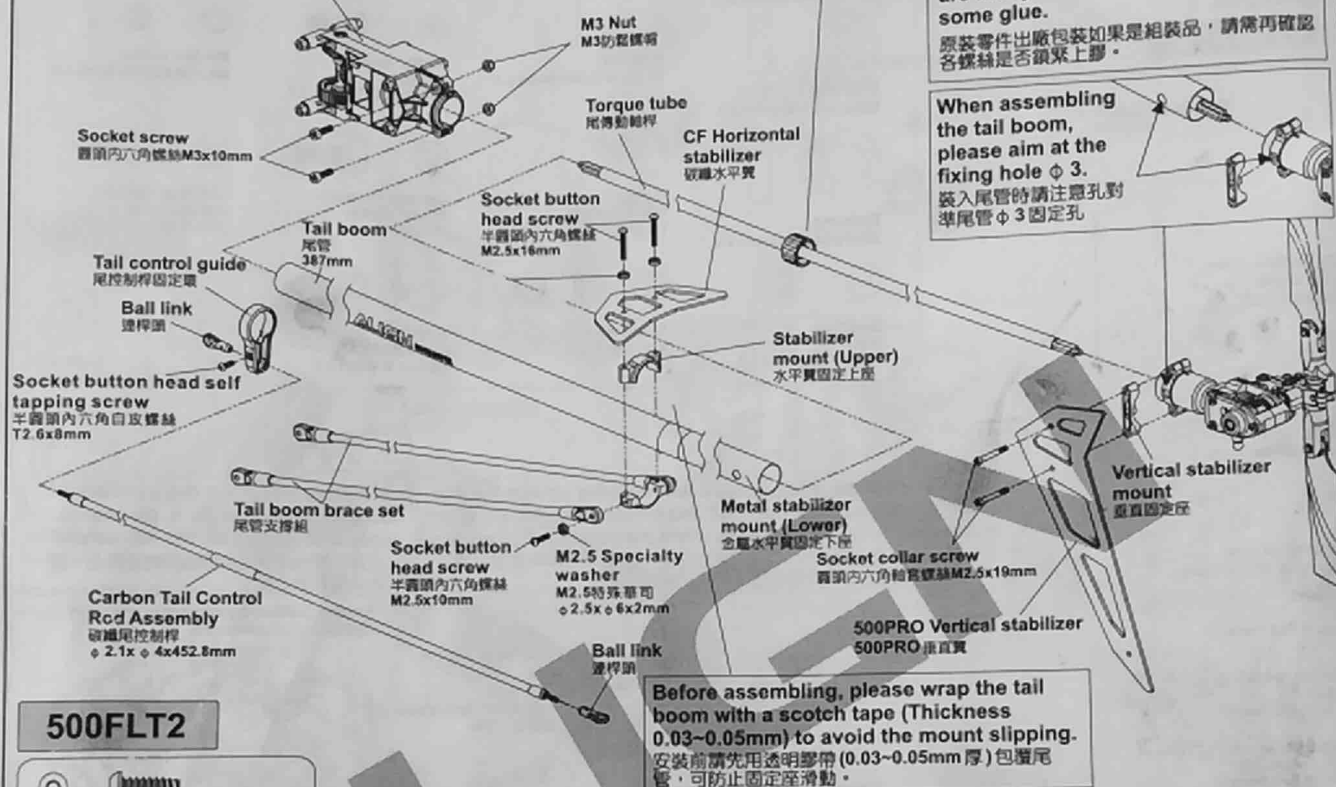 some glue.
原裝零件出廠包裝如果是組裝品，請需再確認
各螺絲是否鎖緊上膠。
M3 Nut
M3防鬆螺帽
Socket screw
圓頭內六角螺絲M3x10mm
Torque tube
尾傳動軸桿
CF Horizontal
stabilizer
碳纖水平翼
When assembling
the tail boom,
please aim at the
fixing hole ϕ 3.
裝入尾管時請注意孔對
準尾管ϕ 3固定孔
Socket button
head screw
半圓頭內六角螺絲
M2.5x16mm
Tail boom
尾管
387mm
Tail control guide
尾控制桿固定環
Ball link
連桿頭
ALIGN
Socket button head self
tapping screw
半圓頭內六角自攻螺絲
T2.6x8mm
Stabilizer
mount (Upper)
水平翼固定上座
Vertical stabilizer
mount
垂直固定座
Tail boom brace set
尾管支撐組
Metal stabilizer
mount (Lower)
金屬水平翼固定下座
Socket button
head screw
半圓頭內六角螺絲
M2.5x10mm
M2.5 Specialty
washer
M2.5特殊華司
ϕ2.5xϕ6x2mm
Socket collar screw
圓頭內六角軸套螺絲M2.5x19mm
Carbon Tail Control
Rod Assembly
碳纖尾控制桿
ϕ 2.1x ϕ 4x452.8mm
500PRO Vertical stabilizer
500PRO 垂直翼
Ball link
連桿頭
Before assembling, please wrap the tail
boom with a scotch tape (Thickness
0.03~0.05mm) to avoid the mount slipping.
安裝前請先用透明膠帶(0.03~0.05mm 厚)包覆尾
管，可防止固定座滑動。
500FLT2